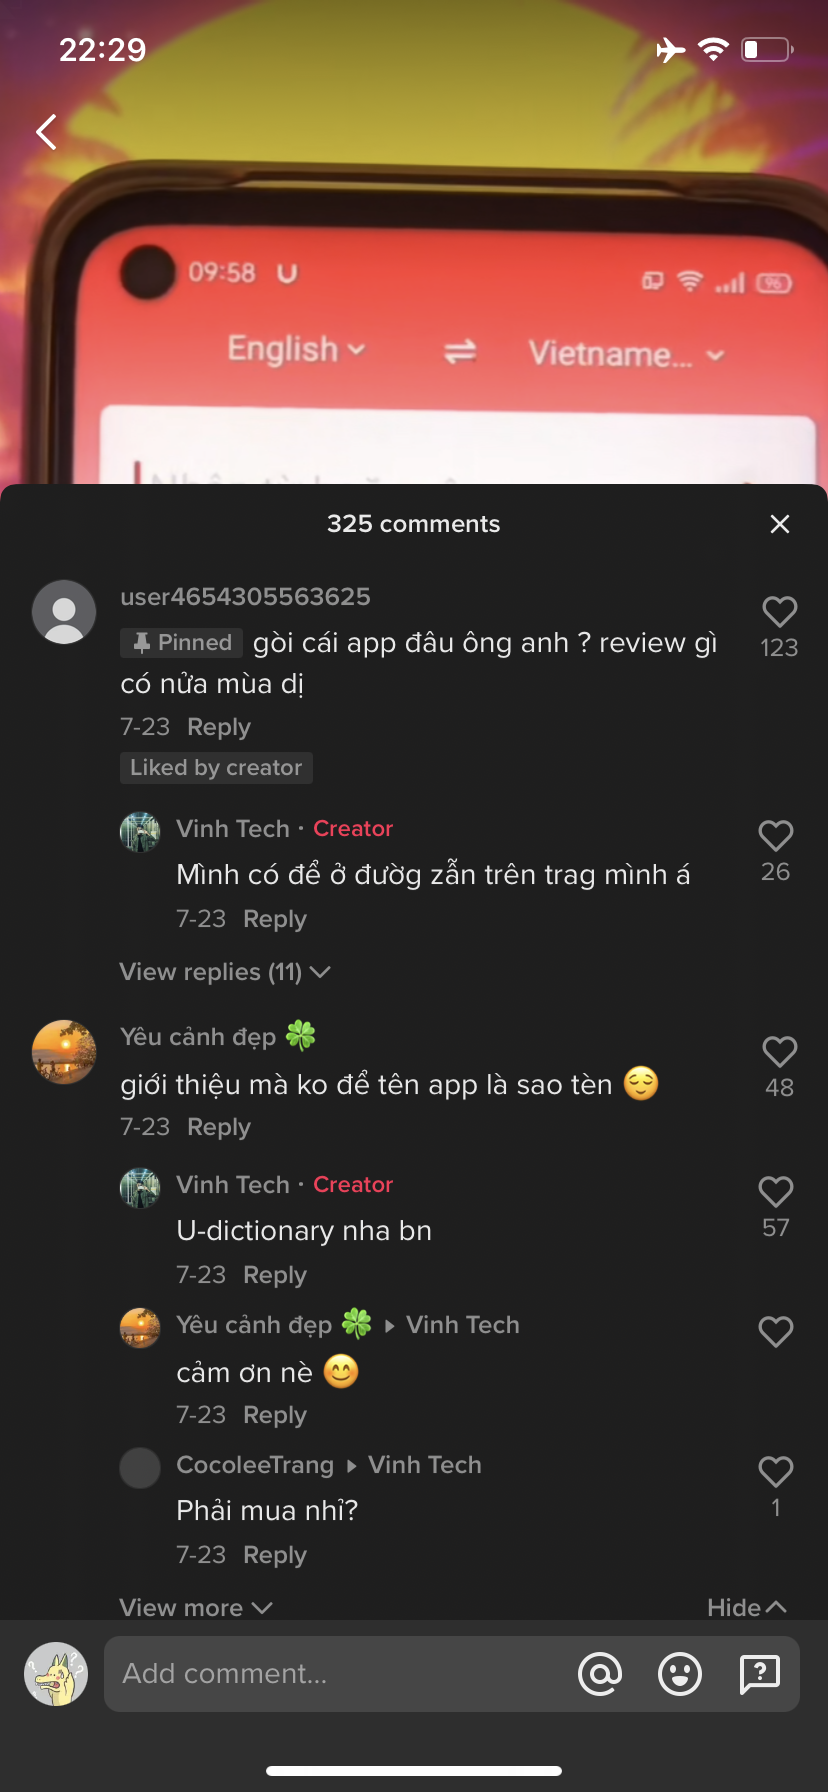 22:29
09:58 U
96
English
Vietname...
325 comments
user4654305563625
Pinned gòi cái app đâu ông anh ? review gì
có nửa mùa dị
123
7-23 Reply
Liked by creator
Vinh Tech · Creator
Mình có để ở đườg zẫn trên trag mình á
26
7-23 Reply
View replies (11)
Yêu cảnh đẹp 🍀
giới thiệu mà ko để tên app là sao tèn 😌
48
7-23 Reply
Vinh Tech · Creator
U-dictionary nha bn
57
7-23 Reply
Yêu cảnh đẹp 🍀 ▸ Vinh Tech
cảm ơn nè 😊
7-23 Reply
CocoleeTrang ▸ Vinh Tech
Phải mua nhỉ?
1
7-23 Reply
View more
Hide
Add comment...